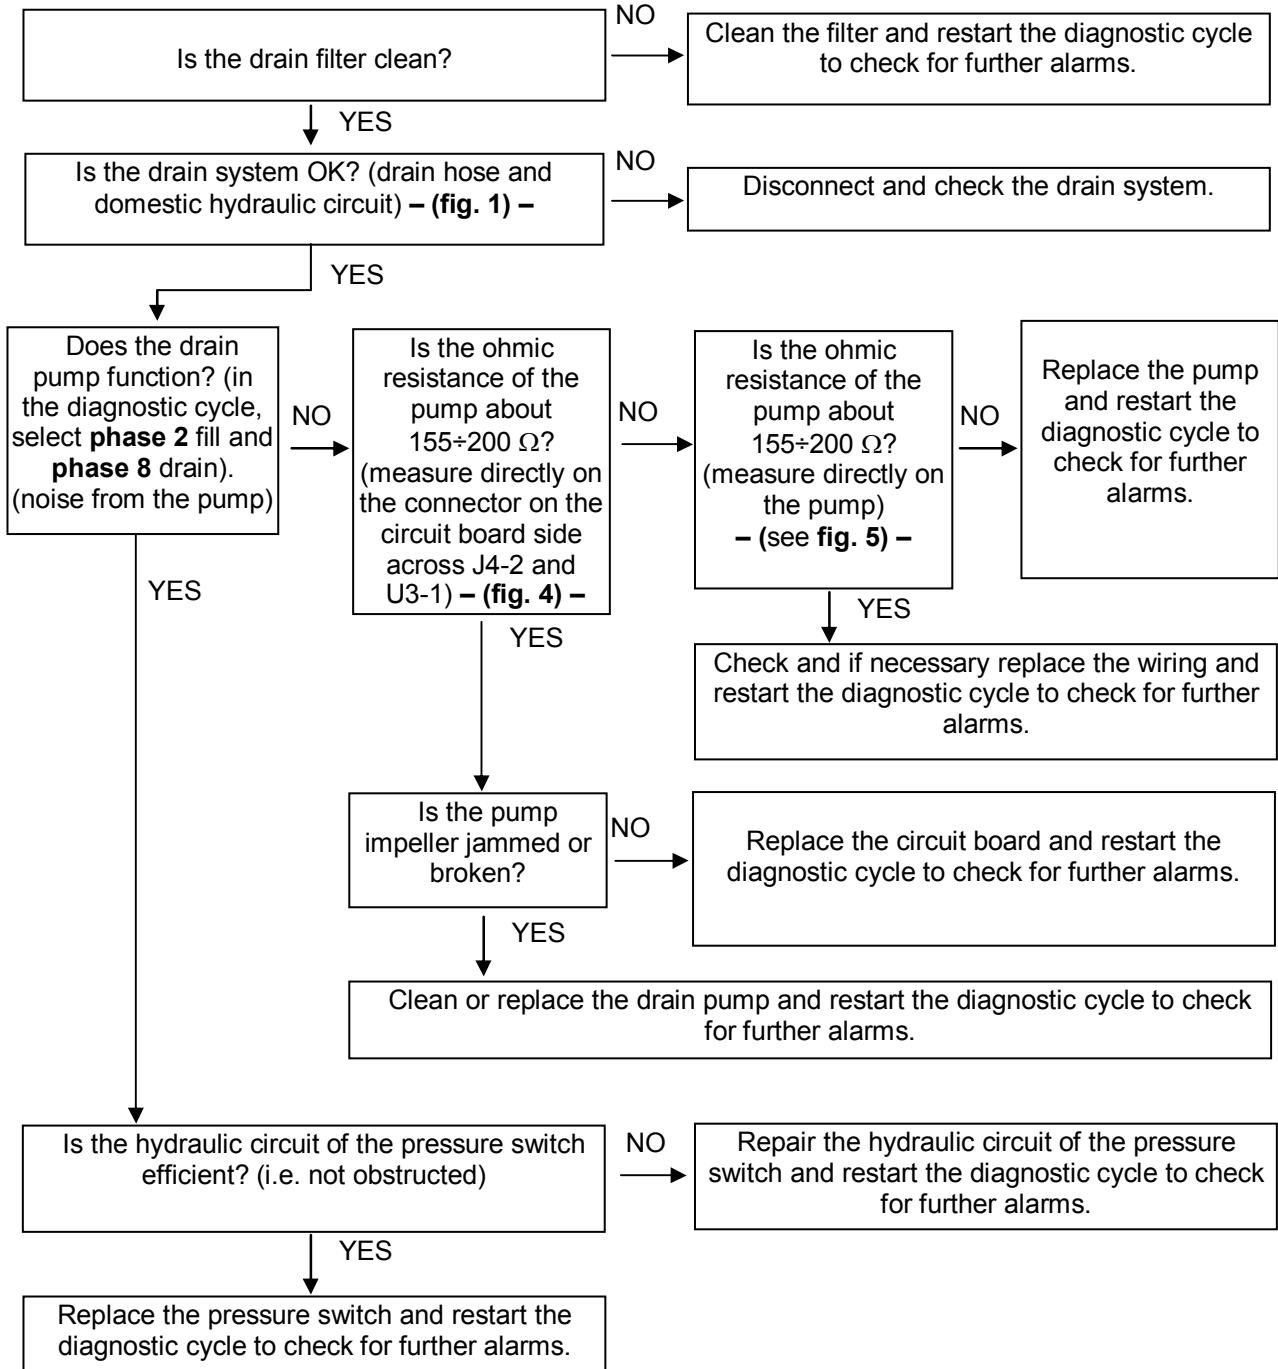 Is the drain filter clean?
NO
Clean the filter and restart the diagnostic cycle
to check for further alarms.
YES
Is the drain system OK? (drain hose and
domestic hydraulic circuit) – (fig. 1) –
NO
Disconnect and check the drain system.
YES
Does the drain
pump function? (in
the diagnostic cycle,
select phase 2 fill and
phase 8 drain).
(noise from the pump)
NO
Is the ohmic
resistance of the
pump about
155÷200 Ω?
(measure directly on
the connector on the
circuit board side
across J4-2 and
U3-1) – (fig. 4) –
NO
Is the ohmic
resistance of the
pump about
155÷200 Ω?
(measure directly on
the pump)
– (see fig. 5) –
NO
Replace the pump
and restart the
diagnostic cycle to
check for further
alarms.
YES
YES
YES
Check and if necessary replace the wiring and
restart the diagnostic cycle to check for further
alarms.
Is the pump
impeller jammed or
broken?
NO
Replace the circuit board and restart the
diagnostic cycle to check for further alarms.
YES
Clean or replace the drain pump and restart the diagnostic cycle to check
for further alarms.
Is the hydraulic circuit of the pressure switch
efficient? (i.e. not obstructed)
NO
Repair the hydraulic circuit of the pressure
switch and restart the diagnostic cycle to check
for further alarms.
YES
Replace the pressure switch and restart the
diagnostic cycle to check for further alarms.